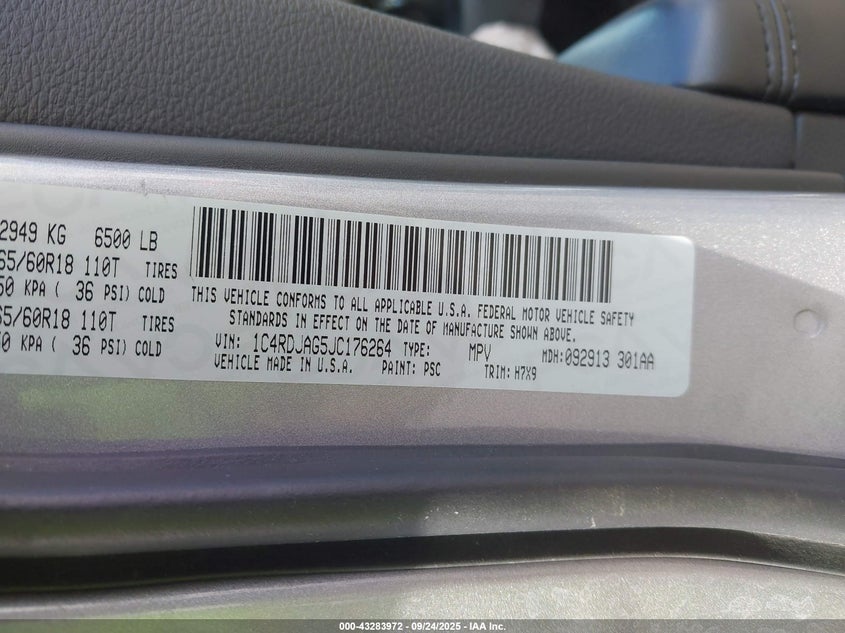 2949 KG 6500 LB
65/60R18 110T TIRES
50 KPA ( 36 PSI) COLD
65/60R18 110T TIRES
50 KPA ( 36 PSI) COLD
THIS VEHICLE CONFORMS TO ALL APPLICABLE U.S.A. FEDERAL MOTOR VEHICLE SAFETY
STANDARDS IN EFFECT ON THE DATE OF MANUFACTURE SHOWN ABOVE.
VIN: 1C4RDJAG5JC176264 TYPE: MPV MDH:092913 301AA
VEHICLE MADE IN U.S.A. PAINT: PSC TRIM: H7X9
000-43283972 - 09/24/2025 - IAA Inc.